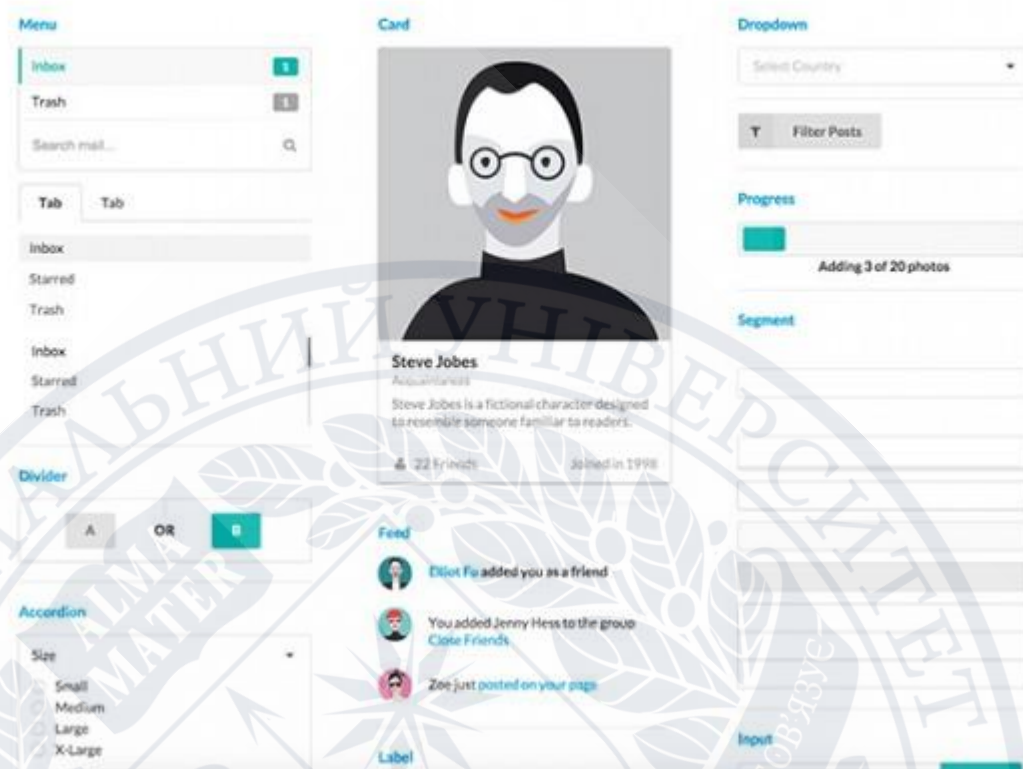 Menu
Inbox 1
Trash 1
Search mail...
Tab Tab
Inbox
Starred
Trash
Inbox
Starred
Trash
Divider
A OR B
Accordion
Size
Small
Medium
Large
X-Large
Card
Steve Jobes
Acquaintances
Steve Jobes is a fictional character designed
to resemble someone familiar to readers.
22 Friends Joined in 1998
Feed
Elliot Fu added you as a friend
You added Jenny Hess to the group
Close Friends
Zoe just posted on your page
Label
Dropdown
Select Country
Filter Posts
Progress
Adding 3 of 20 photos
Segment
Input
АЛЬНИЙ УНІВЕРСИТЕТ
ALMA
MATER